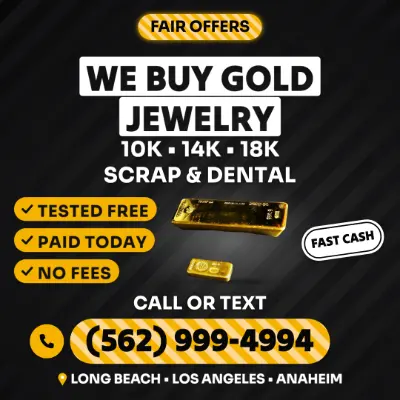 FAIR OFFERS
WE BUY GOLD
JEWELRY
10K ▪ 14K ▪ 18K
SCRAP & DENTAL
TESTED FREE
PAID TODAY
NO FEES
FAST CASH
CALL OR TEXT
(562) 999-4994
LONG BEACH ▪ LOS ANGELES ▪ ANAHEIM